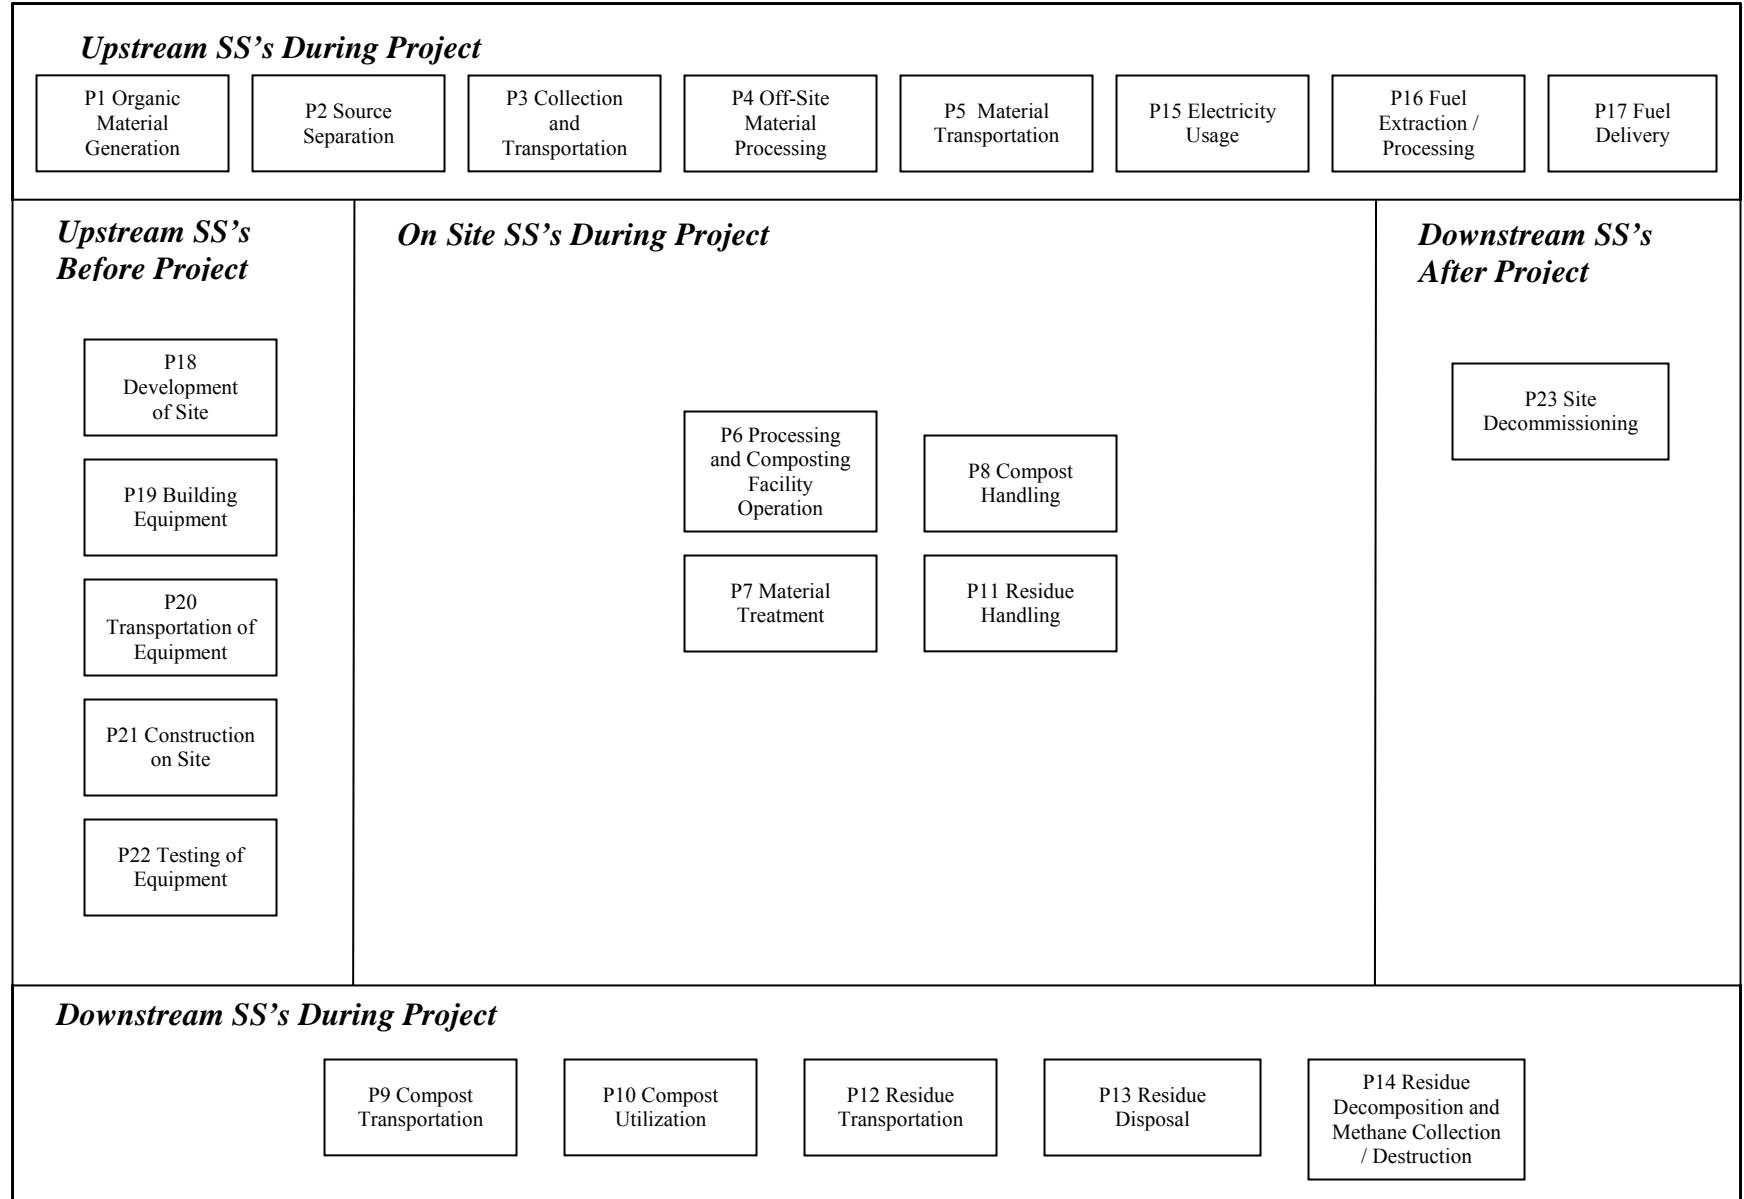 Upstream SS’s During Project
P1 Organic
Material
Generation
P2 Source
Separation
P3 Collection
and
Transportation
P4 Off-Site
Material
Processing
P5  Material
Transportation
P15 Electricity
Usage
P16 Fuel
Extraction /
Processing
P17 Fuel
Delivery
Upstream SS’s
Before Project
P18
Development
of Site
P19 Building
Equipment
P20
Transportation of
Equipment
P21 Construction
on Site
P22 Testing of
Equipment
On Site SS’s During Project
P6 Processing
and Composting
Facility
Operation
P8 Compost
Handling
P7 Material
Treatment
P11 Residue
Handling
Downstream SS’s
After Project
P23 Site
Decommissioning
Downstream SS’s During Project
P9 Compost
Transportation
P10 Compost
Utilization
P12 Residue
Transportation
P13 Residue
Disposal
P14 Residue
Decomposition and
Methane Collection
/ Destruction